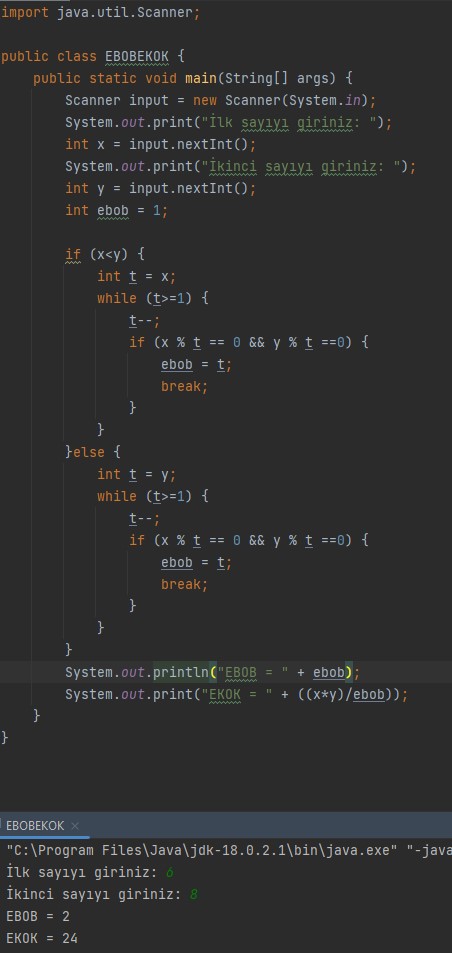 import java.util.Scanner;
public class EBOBEKOK {
public static void main(String[] args) {
Scanner input = new Scanner(System.in);
System.out.print("İlk sayıyı giriniz: ");
int x = input.nextInt();
System.out.print("İkinci sayıyı giriniz: ");
int y = input.nextInt();
int ebob = 1;
if (x<y) {
int t = x;
while (t>=1) {
t--;
if (x % t == 0 && y % t ==0) {
ebob = t;
break;
}
}
}else {
int t = y;
while (t>=1) {
t--;
if (x % t == 0 && y % t ==0) {
ebob = t;
break;
}
}
}
System.out.println("EBOB = " + ebob);
System.out.print("EKOK = " + ((x*y)/ebob));
}
}
EBOBEKOK ×
"C:\Program Files\Java\jdk-18.0.2.1\bin\java.exe" "-java
İlk sayıyı giriniz: 6
İkinci sayıyı giriniz: 8
EBOB = 2
EKOK = 24